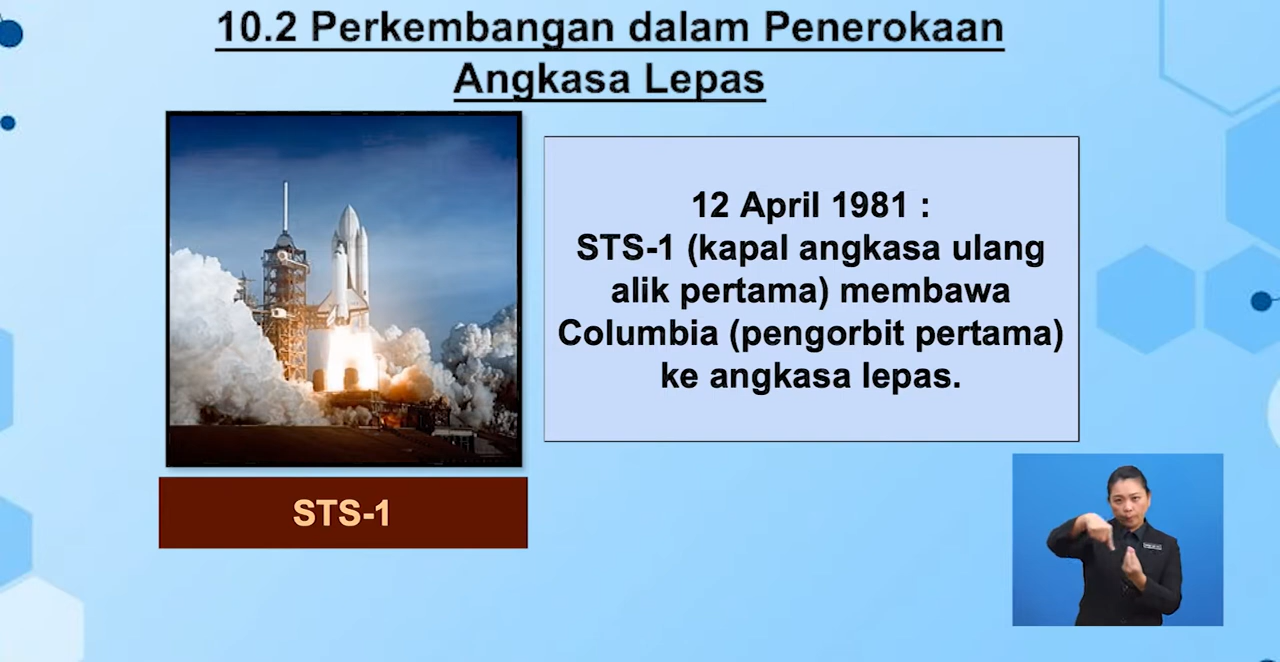 10.2 Perkembangan dalam Penerokaan
Angkasa Lepas
12 April 1981 :
STS-1 (kapal angkasa ulang
alik pertama) membawa
Columbia (pengorbit pertama)
ke angkasa lepas.
STS-1